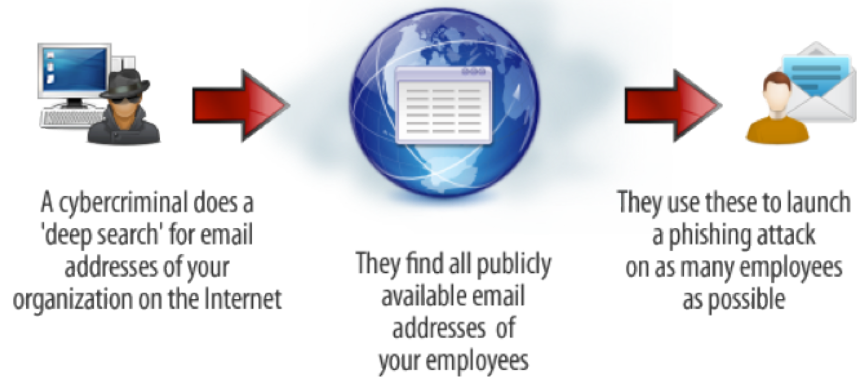 A cybercriminal does a
'deep search' for email
addresses of your
organization on the Internet
They find all publicly
available email
addresses of
your employees
They use these to launch
a phishing attack
on as many employees
as possible